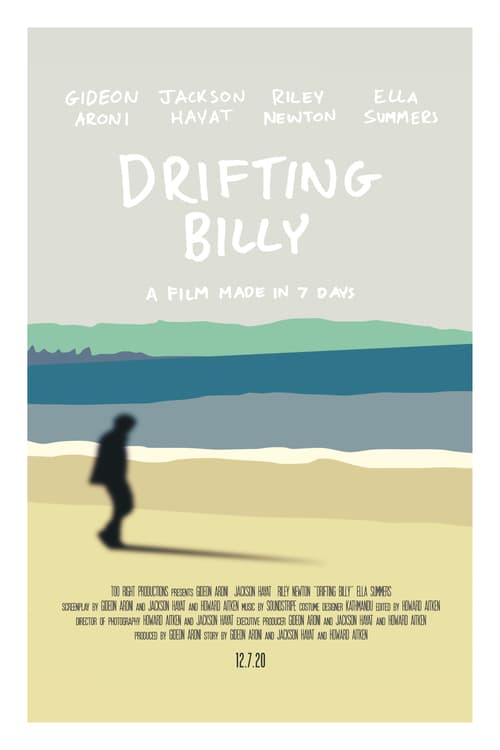 GIDEON ARONI JACKSON HAYAT RILEY NEWTON ELLA SUMMERS
DRIFTING
BILLY
A FILM MADE IN 7 DAYS
TOO RIGHT PRODUCTIONS PRESENTS GIDEON ARONI JACKSON HAYAT RILEY NEWTON "DRIFTING BILLY" ELLA SUMMERS
SCREENPLAY BY GIDEON ARONI AND JACKSON HAYAT AND HOWARD AITKEN MUSIC BY SOUNDSTRIPE COSTUME DESIGNER KATHMANDU EDITED BY HOWARD AITKEN
DIRECTOR OF PHOTOGRAPHY HOWARD AITKEN AND JACKSON HAYAT EXECUTIVE PRODUCER GIDEON ARONI AND JACKSON HAYAT AND HOWARD AITKEN
PRODUCED BY GIDEON ARONI STORY BY GIDEON ARONI AND JACKSON HAYAT AND HOWARD AITKEN
12.7.20